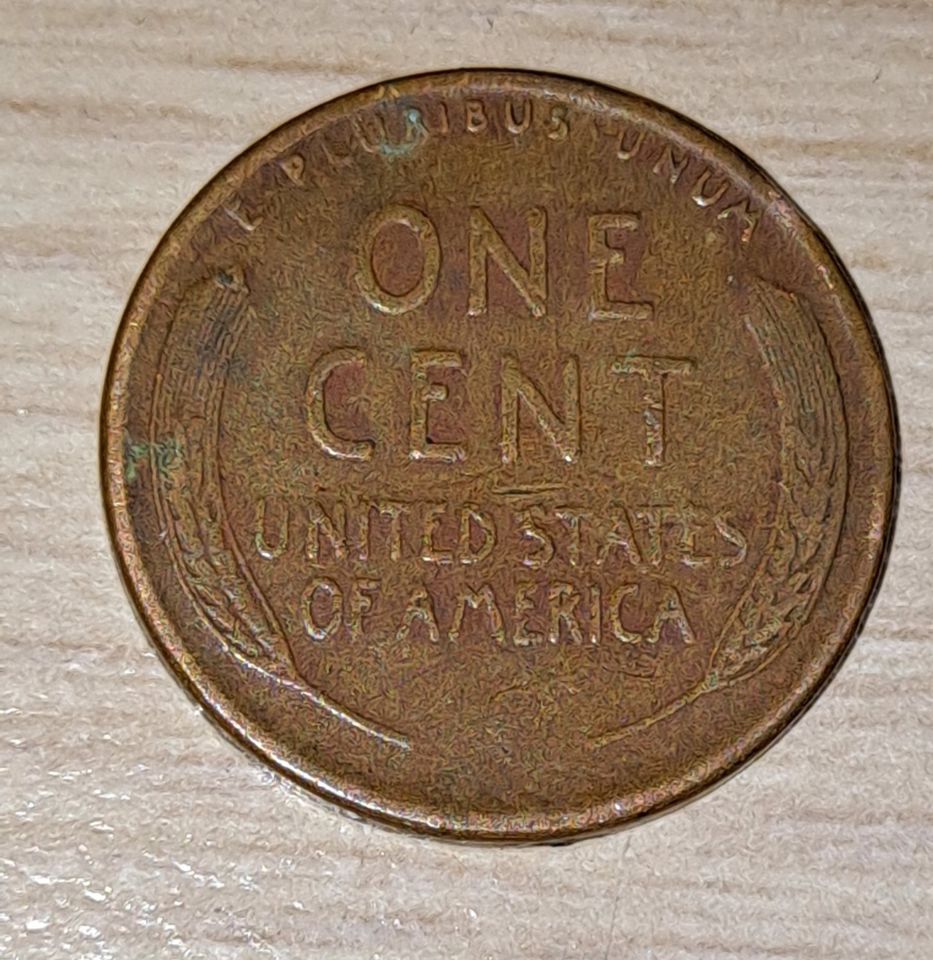 E PLURIBUS UNUM
ONE
CENT
UNITED STATES
OF AMERICA